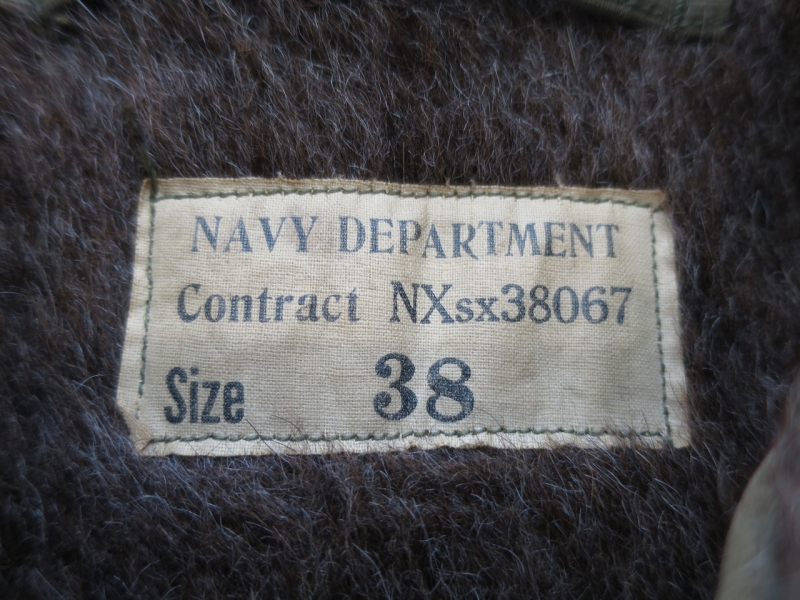 NAVY DEPARTMENT
Contract NXsx38067
Size 38